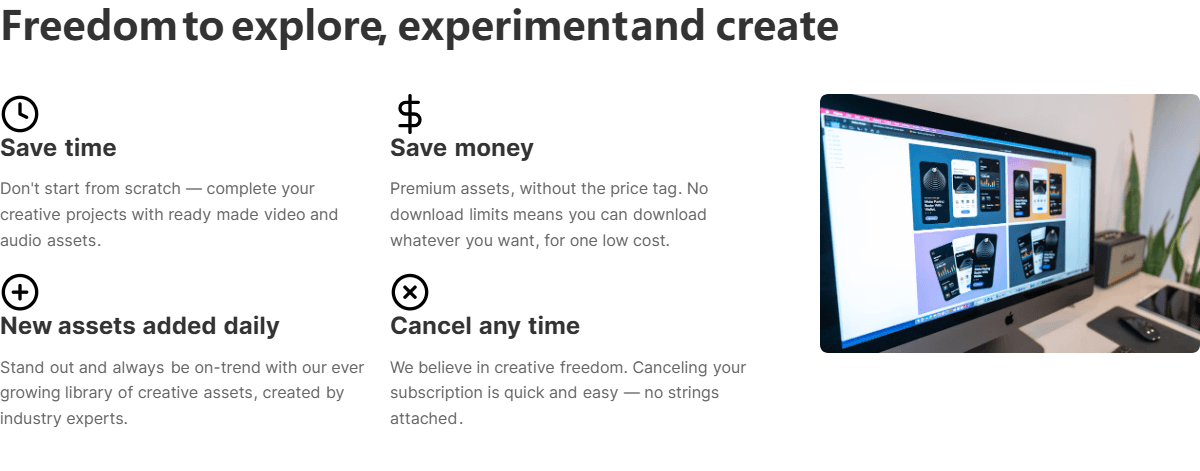 Freedom to explore, experiment and create
Save time
Don't start from scratch — complete your
creative projects with ready made video and
audio assets.
Save money
Premium assets, without the price tag. No
download limits means you can download
whatever you want, for one low cost.
New assets added daily
Stand out and always be on-trend with our ever
growing library of creative assets, created by
industry experts.
Cancel any time
We believe in creative freedom. Canceling your
subscription is quick and easy — no strings
attached.